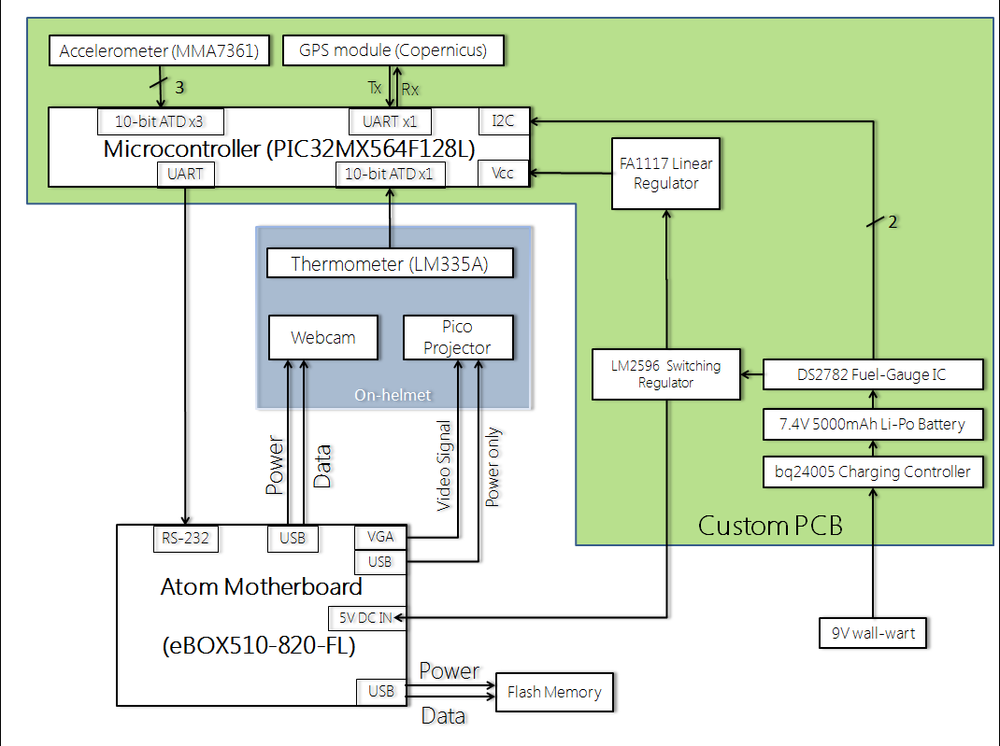 Accelerometer (MMA7361)
GPS module (Copernicus)
3
Tx
Rx
10-bit ATD x3
UART x1
I2C
Microcontroller (PIC32MX564F128L)
UART
10-bit ATD x1
Vcc
FA1117 Linear
Regulator
2
Thermometer (LM335A)
Webcam
Pico
Projector
On-helmet
LM2596 Switching
Regulator
DS2782 Fuel-Gauge IC
7.4V 5000mAh Li-Po Battery
bq24005 Charging Controller
Power
Data
Video Signal
Power only
Custom PCB
RS-232
USB
VGA
USB
Atom Motherboard
5V DC IN
(eBOX510-820-FL)
9V wall-wart
USB
Power
Data
Flash Memory